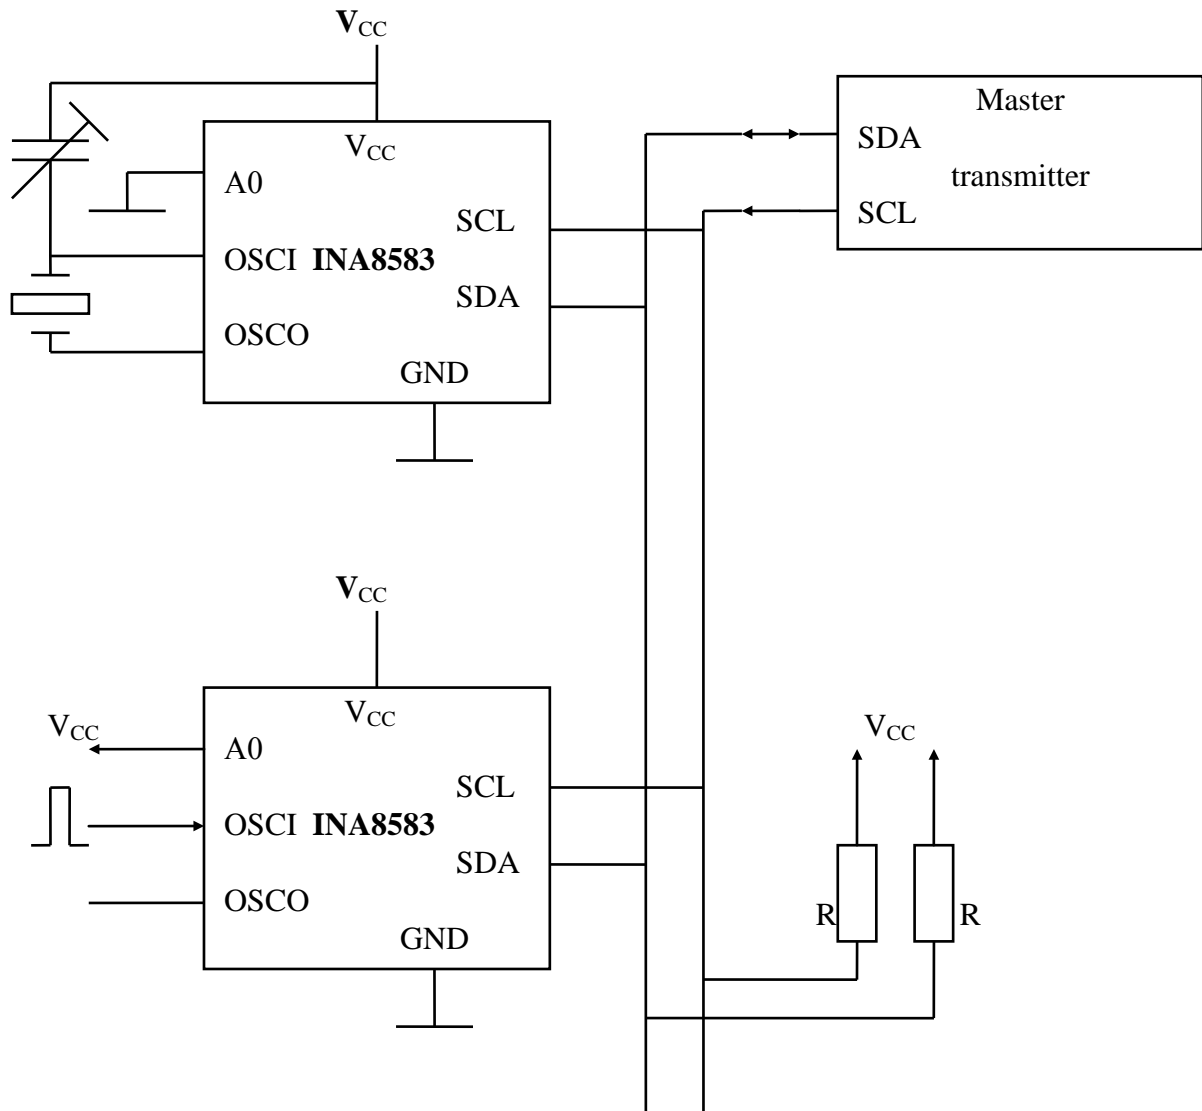 VCC
Master
SDA
transmitter
SCL
VCC
A0
SCL
OSCI INA8583
SDA
OSCO
GND
VCC
VCC
VCC
A0
SCL
OSCI INA8583
SDA
OSCO
GND
VCC
R
R